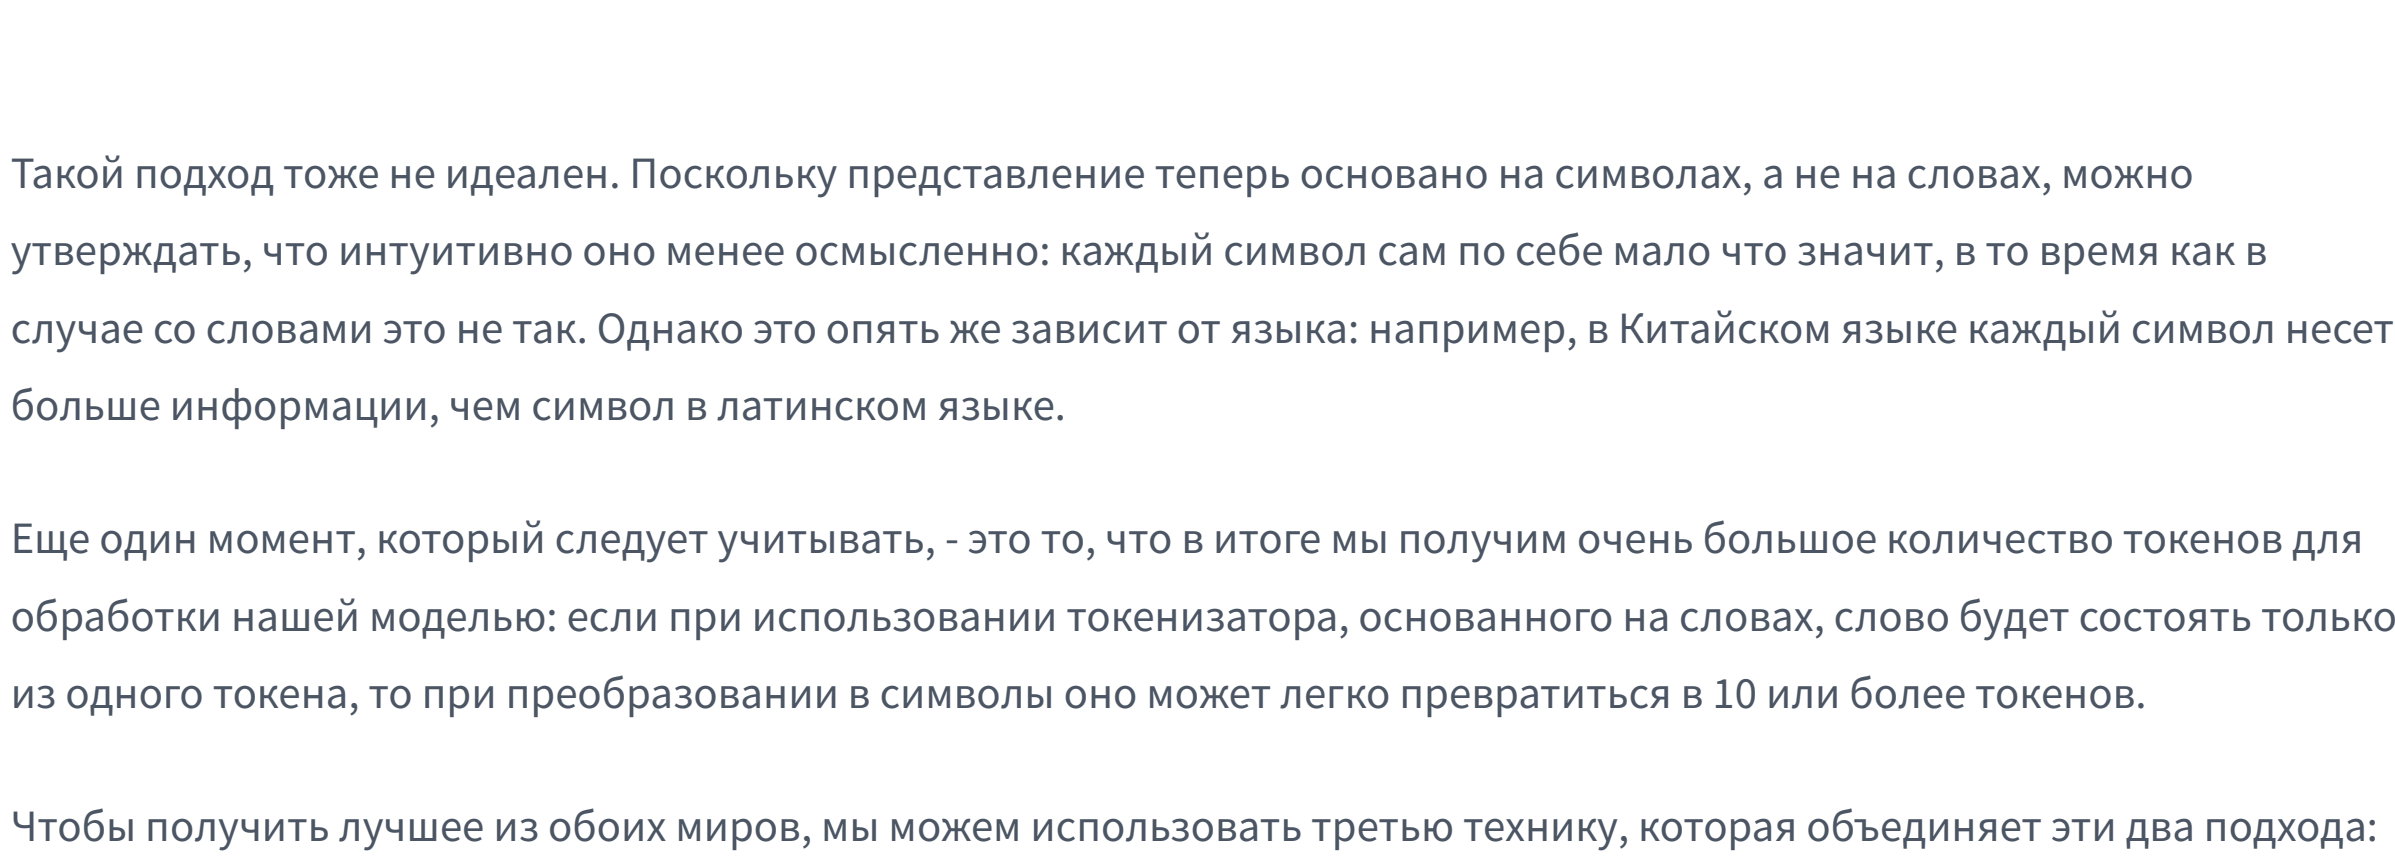 Такой подход тоже не идеален. Поскольку представление теперь основано на символах, а не на словах, можно
утверждать, что интуитивно оно менее осмысленно: каждый символ сам по себе мало что значит, в то время как в
случае со словами это не так. Однако это опять же зависит от языка: например, в Китайском языке каждый символ несет
больше информации, чем символ в латинском языке.
Еще один момент, который следует учитывать, - это то, что в итоге мы получим очень большое количество токенов для
обработки нашей моделью: если при использовании токенизатора, основанного на словах, слово будет состоять только
из одного токена, то при преобразовании в символы оно может легко превратиться в 10 или более токенов.
Чтобы получить лучшее из обоих миров, мы можем использовать третью технику, которая объединяет эти два подхода: